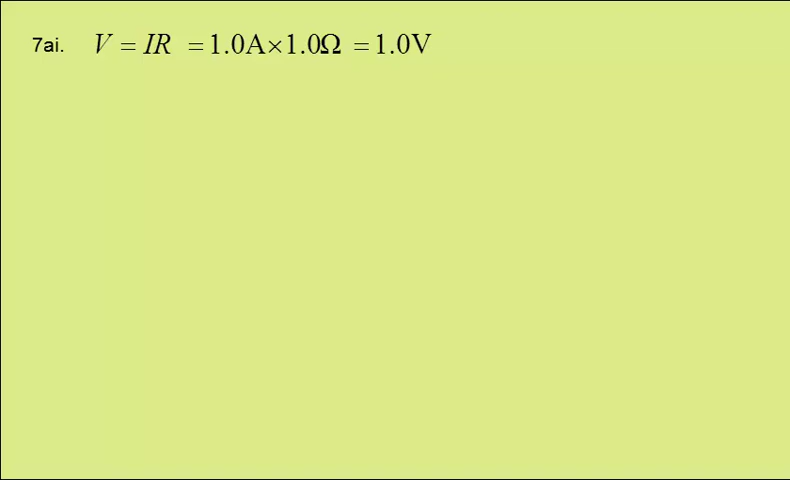 7ai. V = IR = 1.0A×1.0Ω = 1.0V